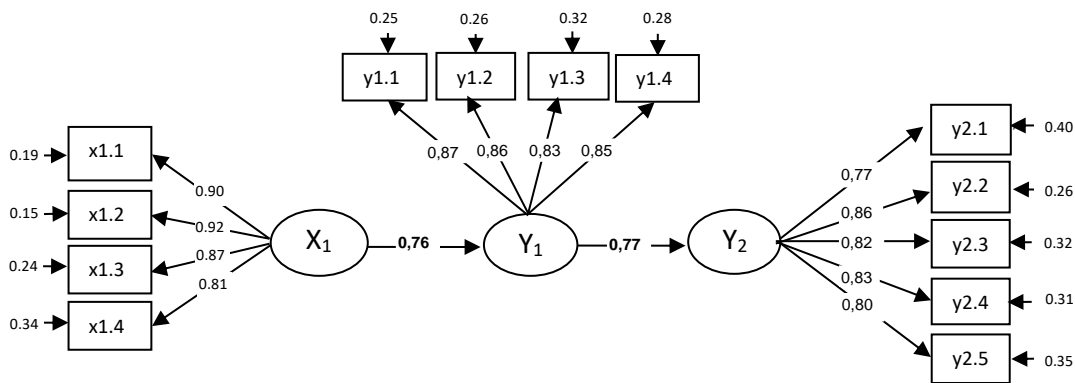 0.25 0.26 0.32 0.28
y1.1 y1.2 y1.3 y1.4
0,87 0,86 0,83 0,85
0.19 x1.1
0.15 x1.2
0.24 x1.3
0.34 x1.4
0.90
0.92
0.87
0.81
X₁ 0,76 Y₁ 0,77 Y₂
0,77
0,86
0,82
0,83
0,80
y2.1 0.40
y2.2 0.26
y2.3 0.32
y2.4 0.31
y2.5 0.35